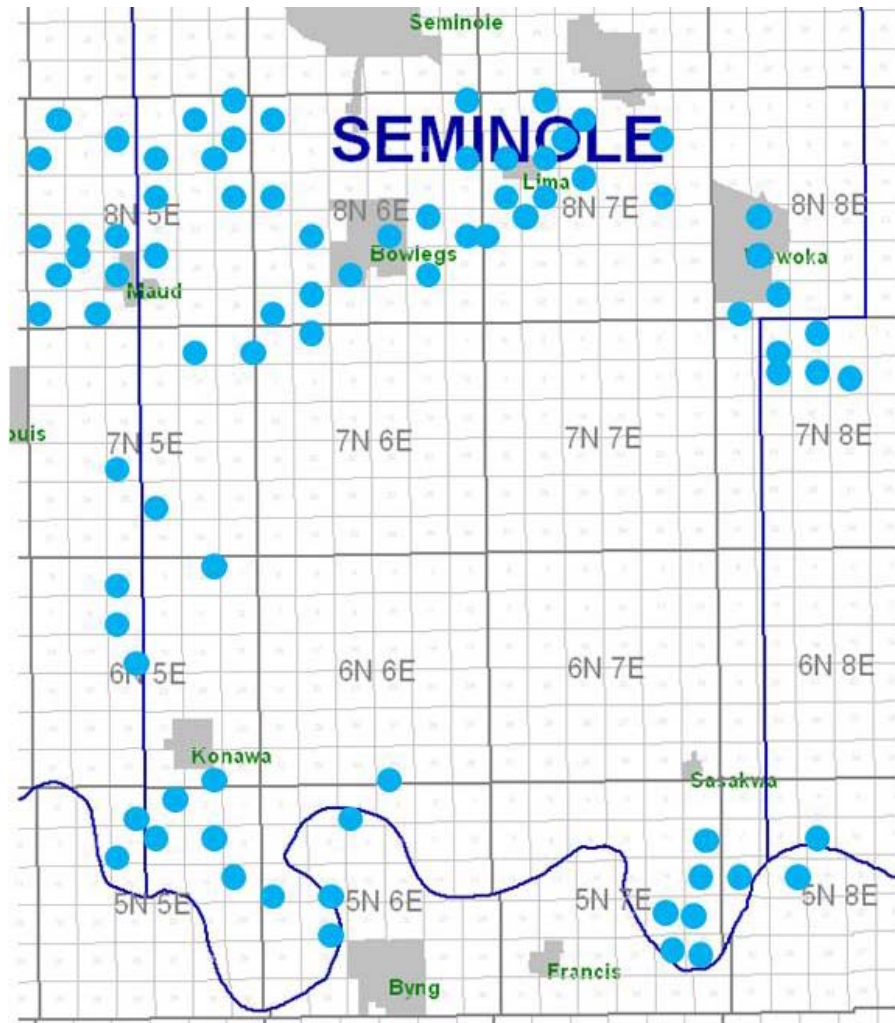 Seminole
SEMINOLE
Lima
8N 5E
8N 6E
8N 7E
8N 8E
Bowlegs
Wewoka
Maud
ouis
7N 5E
7N 6E
7N 7E
7N 8E
6N 5E
6N 6E
6N 7E
6N 8E
Konawa
Sasakwa
5N 5E
5N 6E
5N 7E
5N 8E
Byng
Francis